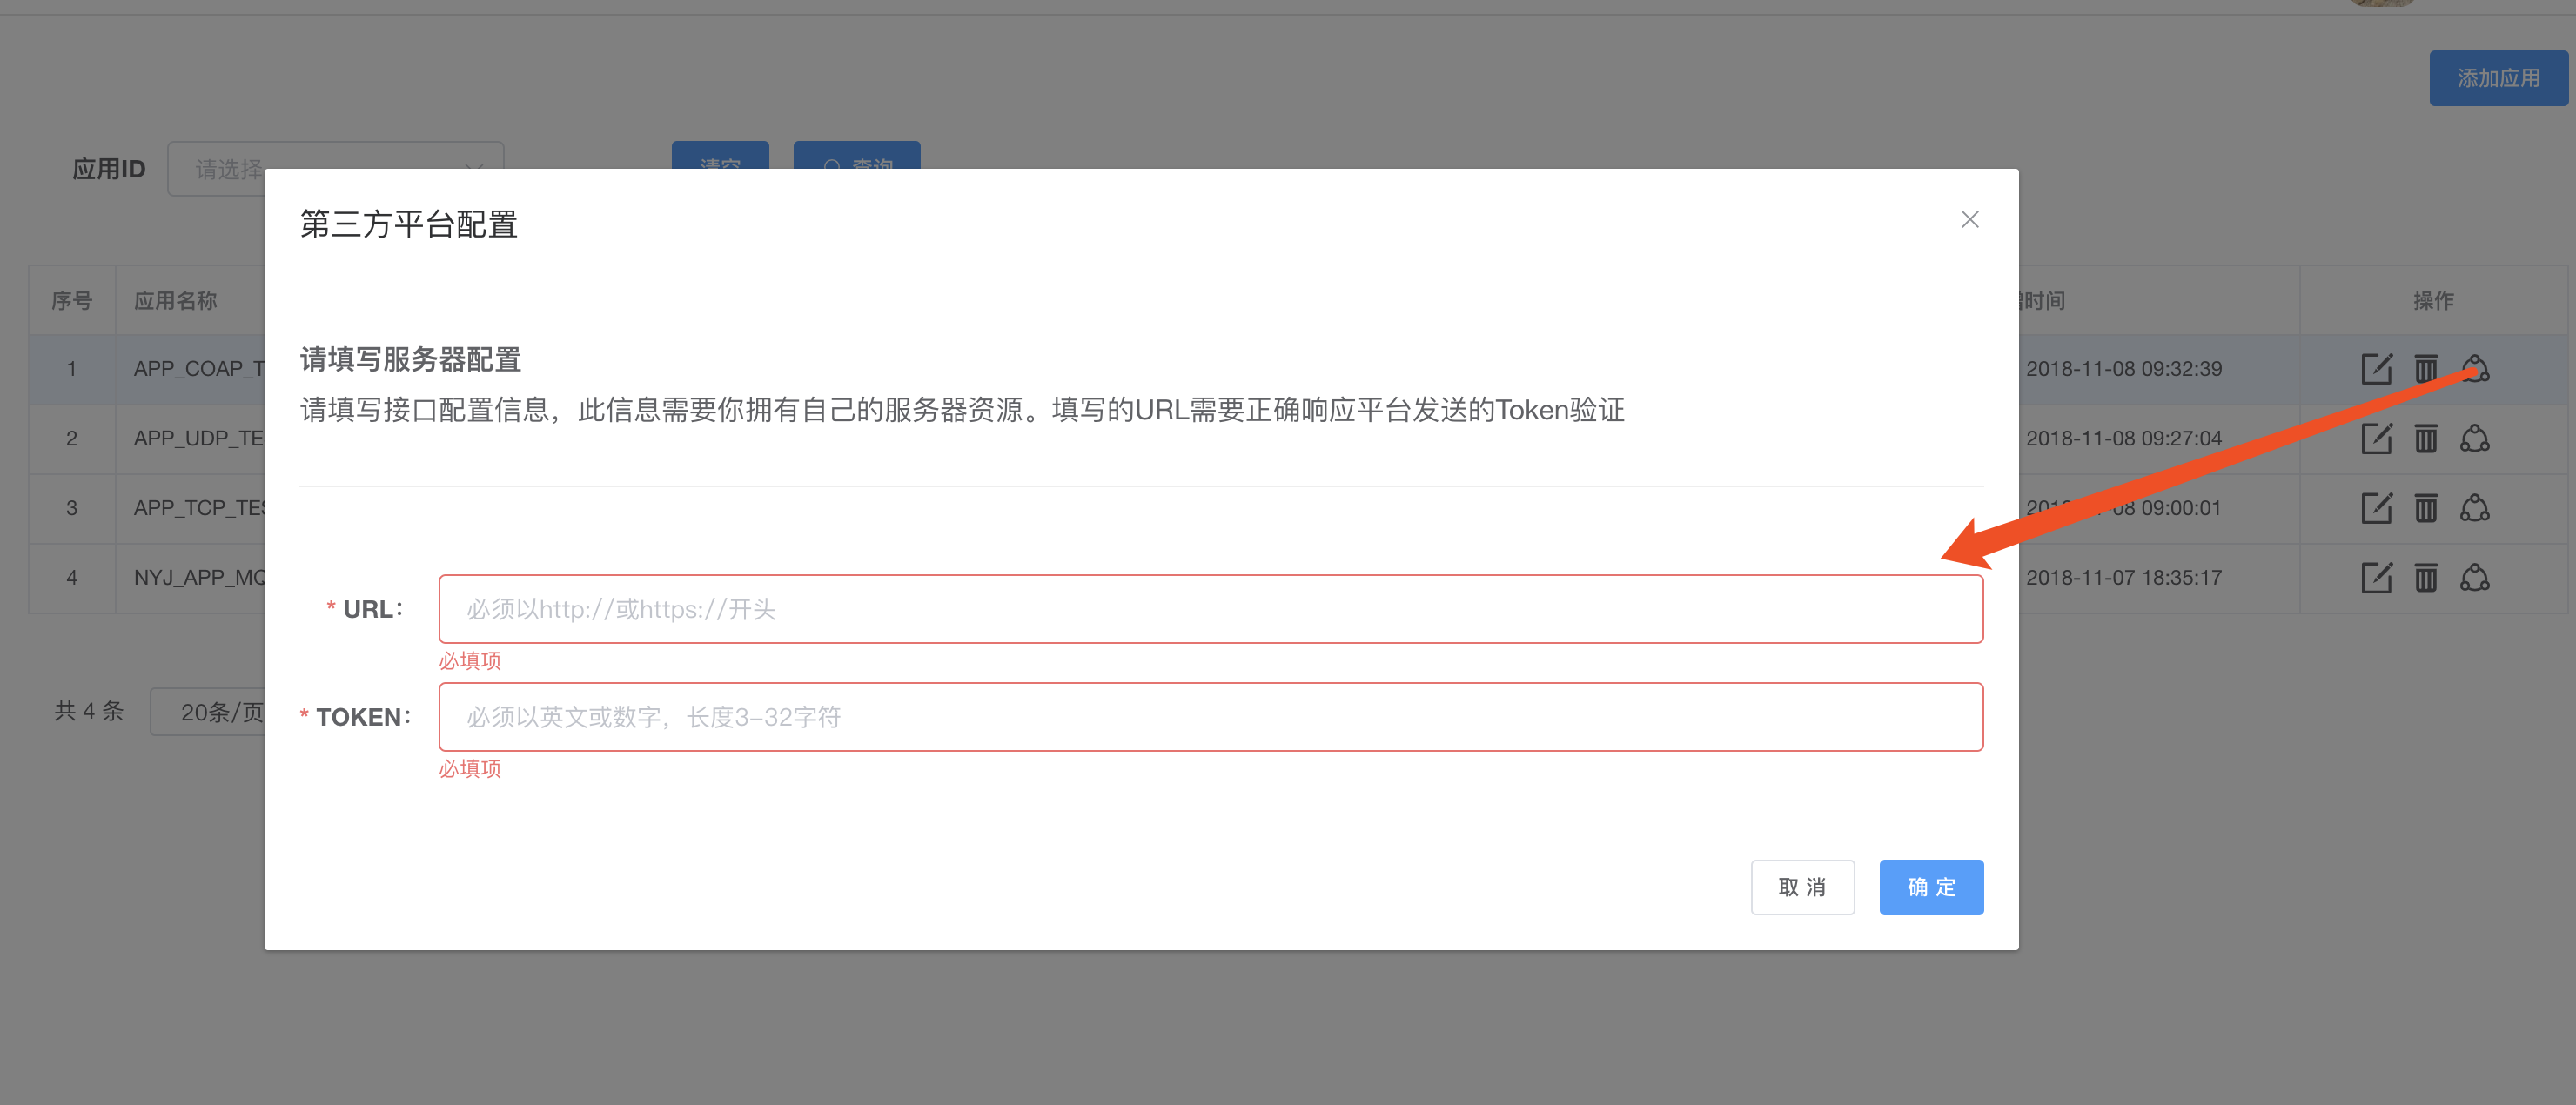 添加应用
应用ID 请选择 清空 查询
第三方平台配置
序号 应用名称 时间 操作
请填写服务器配置
1 APP_COAP_T 2018-11-08 09:32:39
请填写接口配置信息，此信息需要你拥有自己的服务器资源。填写的URL需要正确响应平台发送的Token验证
2 APP_UDP_TE 2018-11-08 09:27:04
3 APP_TCP_TES 08 09:00:01
4 NYJ_APP_MQ 2018-11-07 18:35:17
* URL： 必须以http://或https://开头
必填项
共 4 条 20条/页
* TOKEN： 必须以英文或数字，长度3-32字符
必填项
取 消 确 定